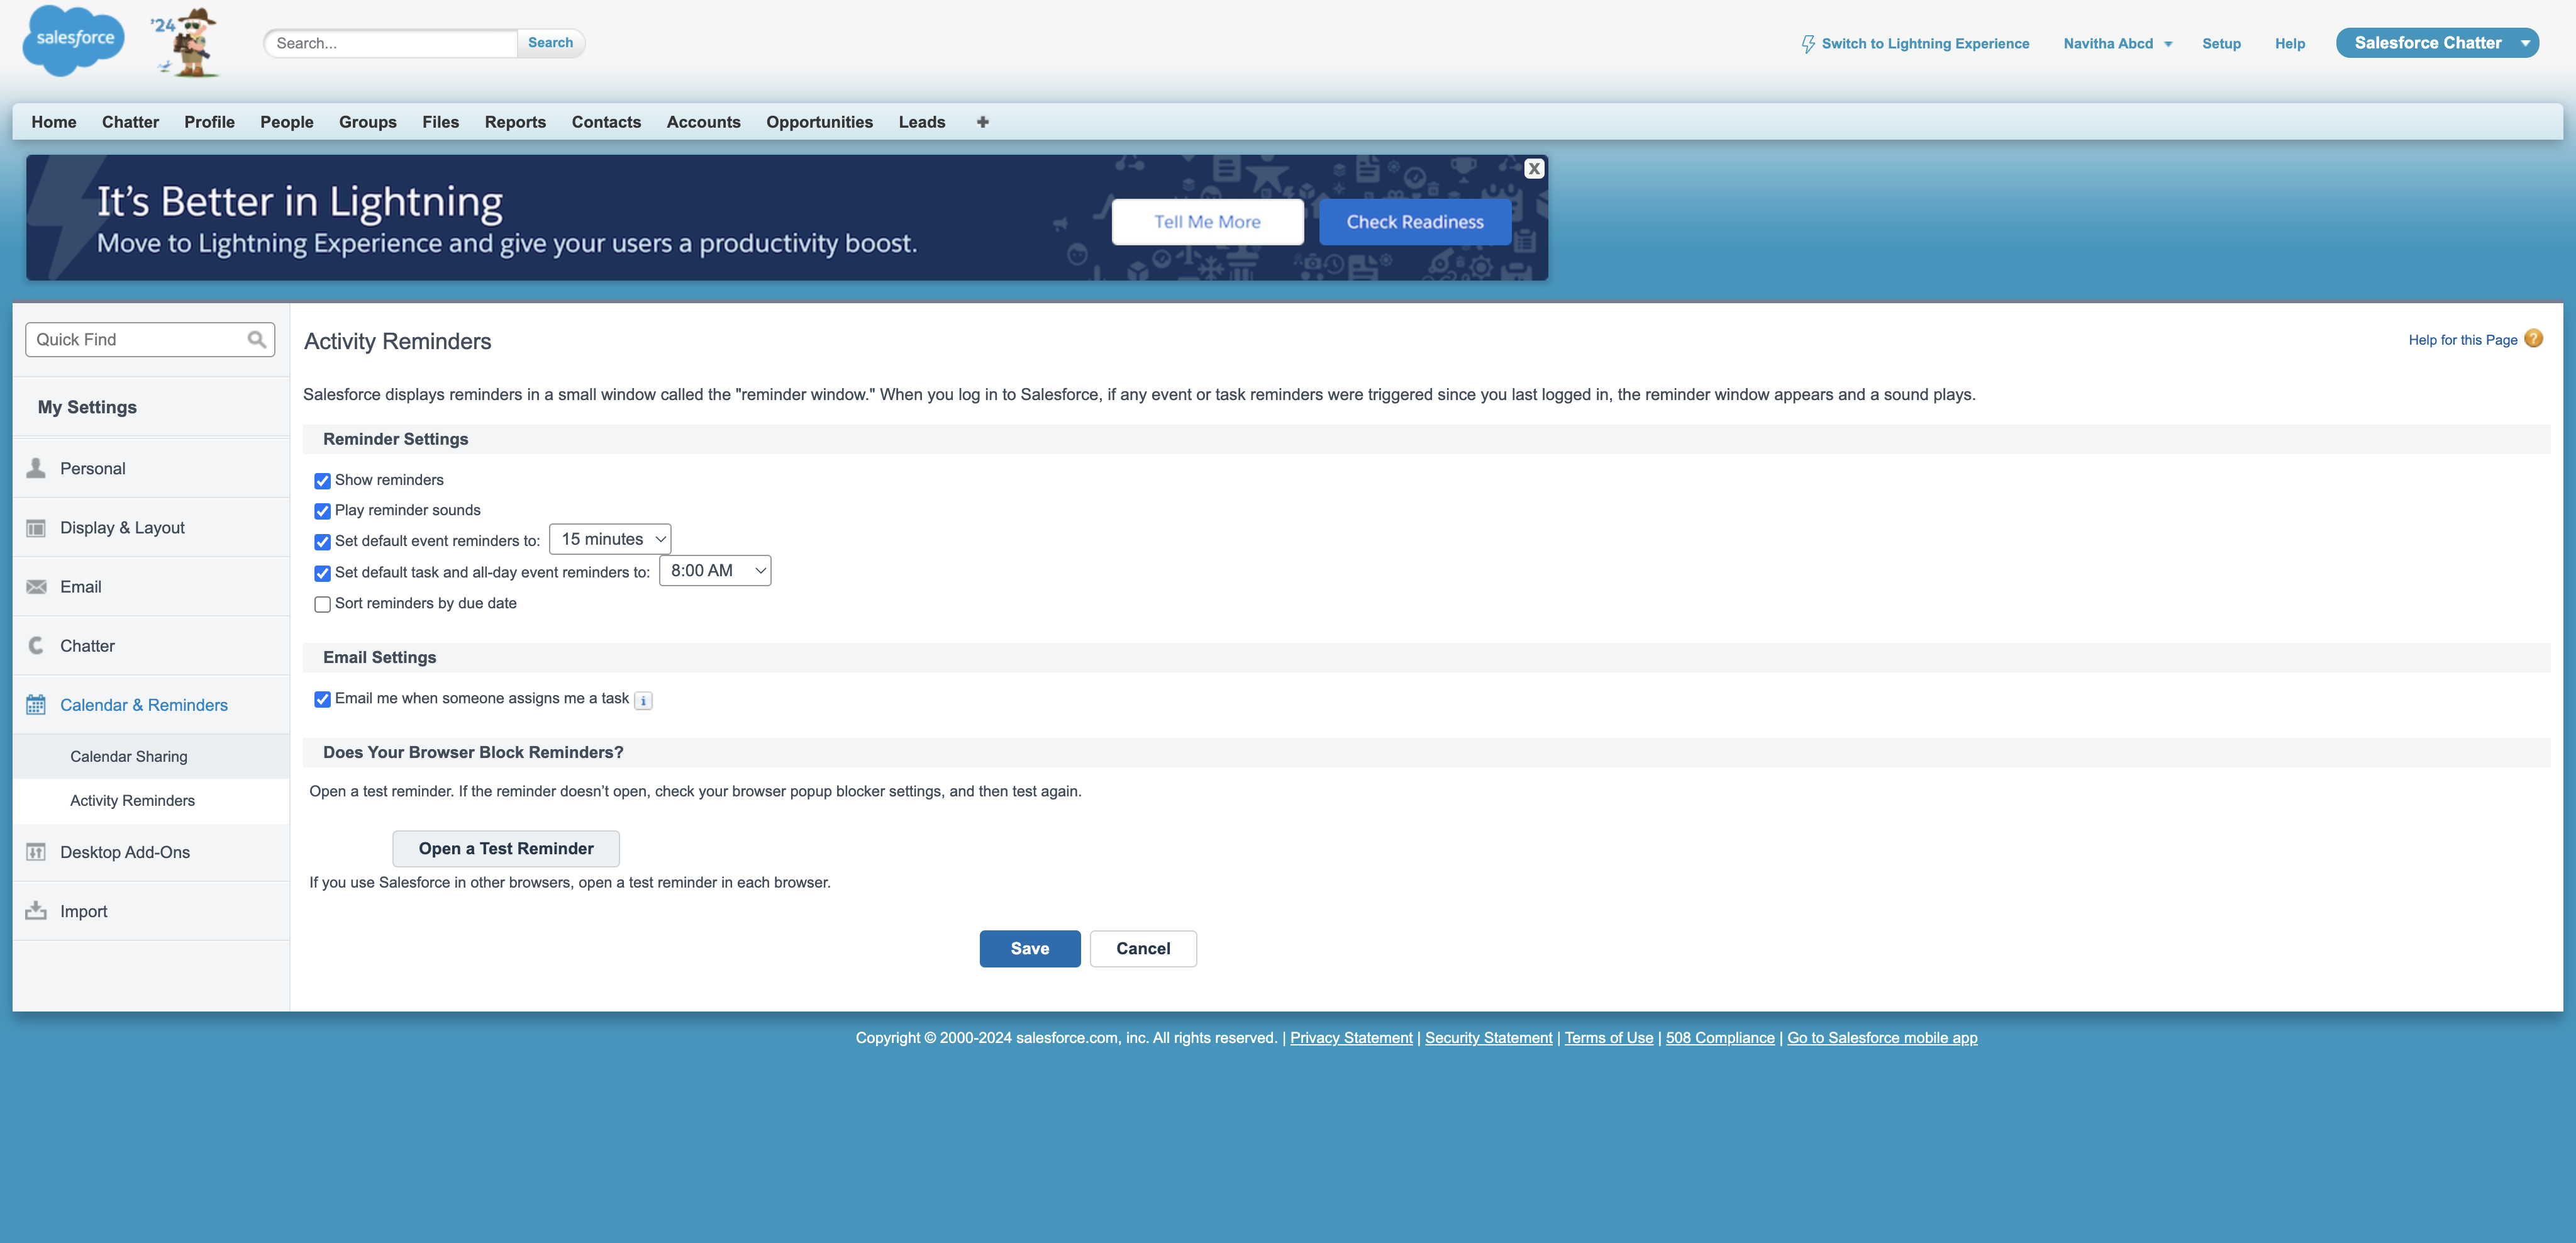 salesforce
'24
Search...
Search
Switch to Lightning Experience
Navitha Abcd
Setup
Help
Salesforce Chatter
Home
Chatter
Profile
People
Groups
Files
Reports
Contacts
Accounts
Opportunities
Leads
It's Better in Lightning
Move to Lightning Experience and give your users a productivity boost.
Tell Me More
Check Readiness
X
Quick Find
My Settings
Personal
Display & Layout
Email
Chatter
Calendar & Reminders
Calendar Sharing
Activity Reminders
Desktop Add-Ons
Import
Activity Reminders
Help for this Page ?
Salesforce displays reminders in a small window called the "reminder window." When you log in to Salesforce, if any event or task reminders were triggered since you last logged in, the reminder window appears and a sound plays.
Reminder Settings
Show reminders
Play reminder sounds
Set default event reminders to: 15 minutes
Set default task and all-day event reminders to: 8:00 AM
Sort reminders by due date
Email Settings
Email me when someone assigns me a task i
Does Your Browser Block Reminders?
Open a test reminder. If the reminder doesn't open, check your browser popup blocker settings, and then test again.
Open a Test Reminder
If you use Salesforce in other browsers, open a test reminder in each browser.
Save
Cancel
Copyright © 2000-2024 salesforce.com, inc. All rights reserved. | Privacy Statement | Security Statement | Terms of Use | 508 Compliance | Go to Salesforce mobile app